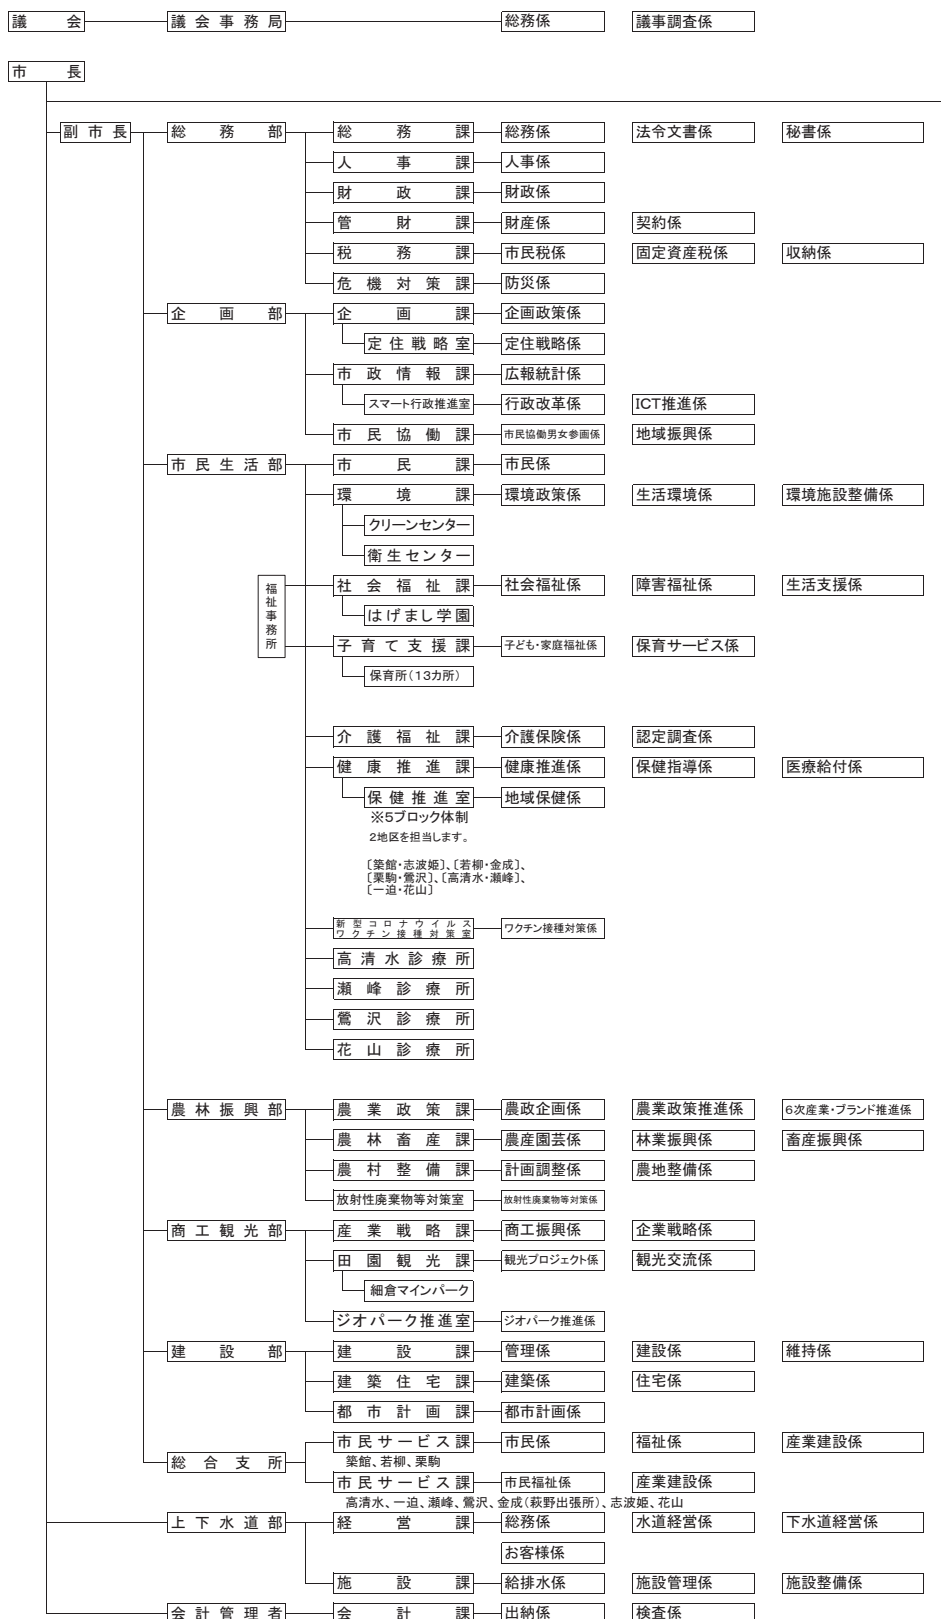 議会 議会事務局 総務係 議事調査係
市長
副市長 総務部 総務課 総務係 法令文書係 秘書係
人事課 人事係
財政課 財政係
管財課 財産係 契約係
税務課 市民税係 固定資産税係 収納係
危機対策課 防災係
企画部 企画課 企画政策係
定住戦略室 定住戦略係
市政情報課 広報統計係
スマート行政推進室 行政改革係 ICT推進係
市民協働課 市民協働男女参画係 地域振興係
市民生活部 市民課 市民係
環境課 環境政策係 生活環境係 環境施設整備係
クリーンセンター
衛生センター
福祉事務所 社会福祉課 社会福祉係 障害福祉係 生活支援係
はげまし学園
子育て支援課 子ども・家庭福祉係 保育サービス係
保育所(13カ所)
介護福祉課 介護保険係 認定調査係
健康推進課 健康推進係 保健指導係 医療給付係
保健推進室 地域保健係
※5ブロック体制
2地区を担当します。
〔築館・志波姫〕、〔若柳・金成〕、
〔栗駒・鶯沢〕、〔高清水・瀬峰〕、
〔一迫・花山〕
新型コロナウイルス
ワクチン接種対策室 ワクチン接種対策係
高清水診療所
瀬峰診療所
鶯沢診療所
花山診療所
農林振興部 農業政策課 農政企画係 農業政策推進係 6次産業・ブランド推進係
農林畜産課 農産園芸係 林業振興係 畜産振興係
農村整備課 計画調整係 農地整備係
放射性廃棄物等対策室 放射性廃棄物等対策係
商工観光部 産業戦略課 商工振興係 企業戦略係
田園観光課 観光プロジェクト係 観光交流係
細倉マインパーク
ジオパーク推進室 ジオパーク推進係
建設部 建設課 管理係 建設係 維持係
建築住宅課 建築係 住宅係
都市計画課 都市計画係
総合支所 市民サービス課 市民係 福祉係 産業建設係
築館、若柳、栗駒
市民サービス課 市民福祉係 産業建設係
高清水、一迫、瀬峰、鶯沢、金成(萩野出張所)、志波姫、花山
上下水道部 経営課 総務係 水道経営係 下水道経営係
お客様係
施設課 給排水係 施設管理係 施設整備係
会計管理者 会計課 出納係 検査係